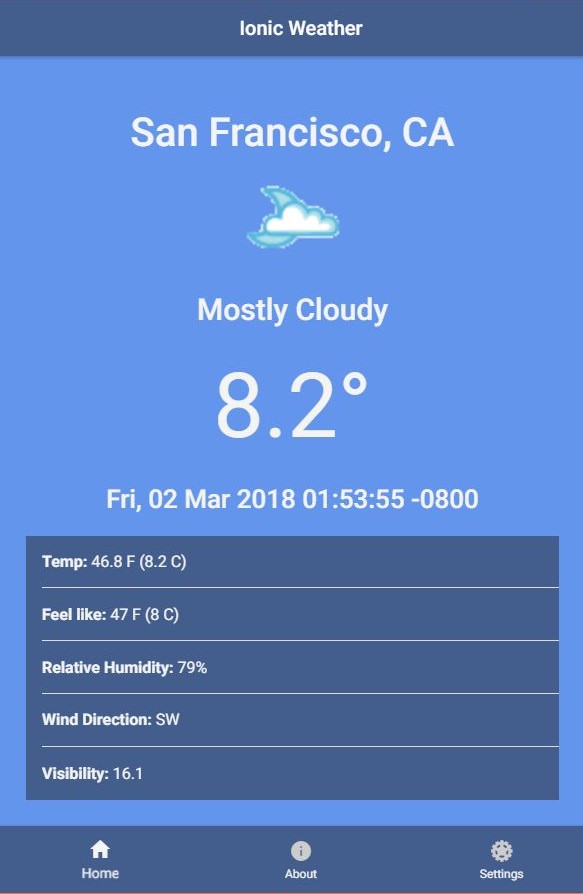 Ionic Weather
San Francisco, CA
Mostly Cloudy
8.2°
Fri, 02 Mar 2018 01:53:55 -0800
Temp: 46.8 F (8.2 C)
Feel like: 47 F (8 C)
Relative Humidity: 79%
Wind Direction: SW
Visibility: 16.1
Home About Settings